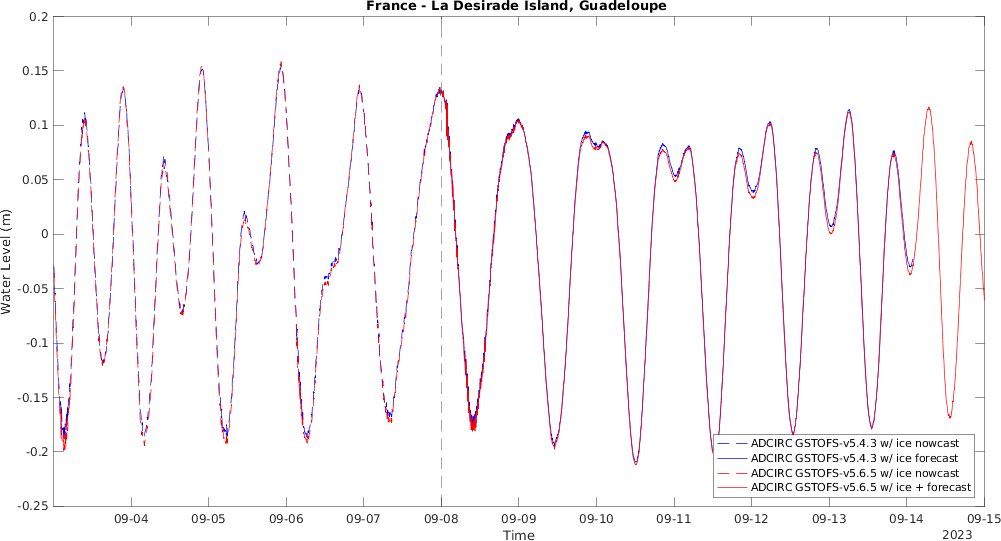 France - La Desirade Island, Guadeloupe
0.2
0.15
0.1
0.05
0
-0.05
-0.1
-0.15
-0.2
-0.25
Water Level (m)
ADCIRC GSTOFS-v5.4.3 w/ ice nowcast
ADCIRC GSTOFS-v5.4.3 w/ ice forecast
ADCIRC GSTOFS-v5.6.5 w/ ice nowcast
ADCIRC GSTOFS-v5.6.5 w/ ice + forecast
09-04 09-05 09-06 09-07 09-08 09-09 09-10 09-11 09-12 09-13 09-14 09-15
Time 2023